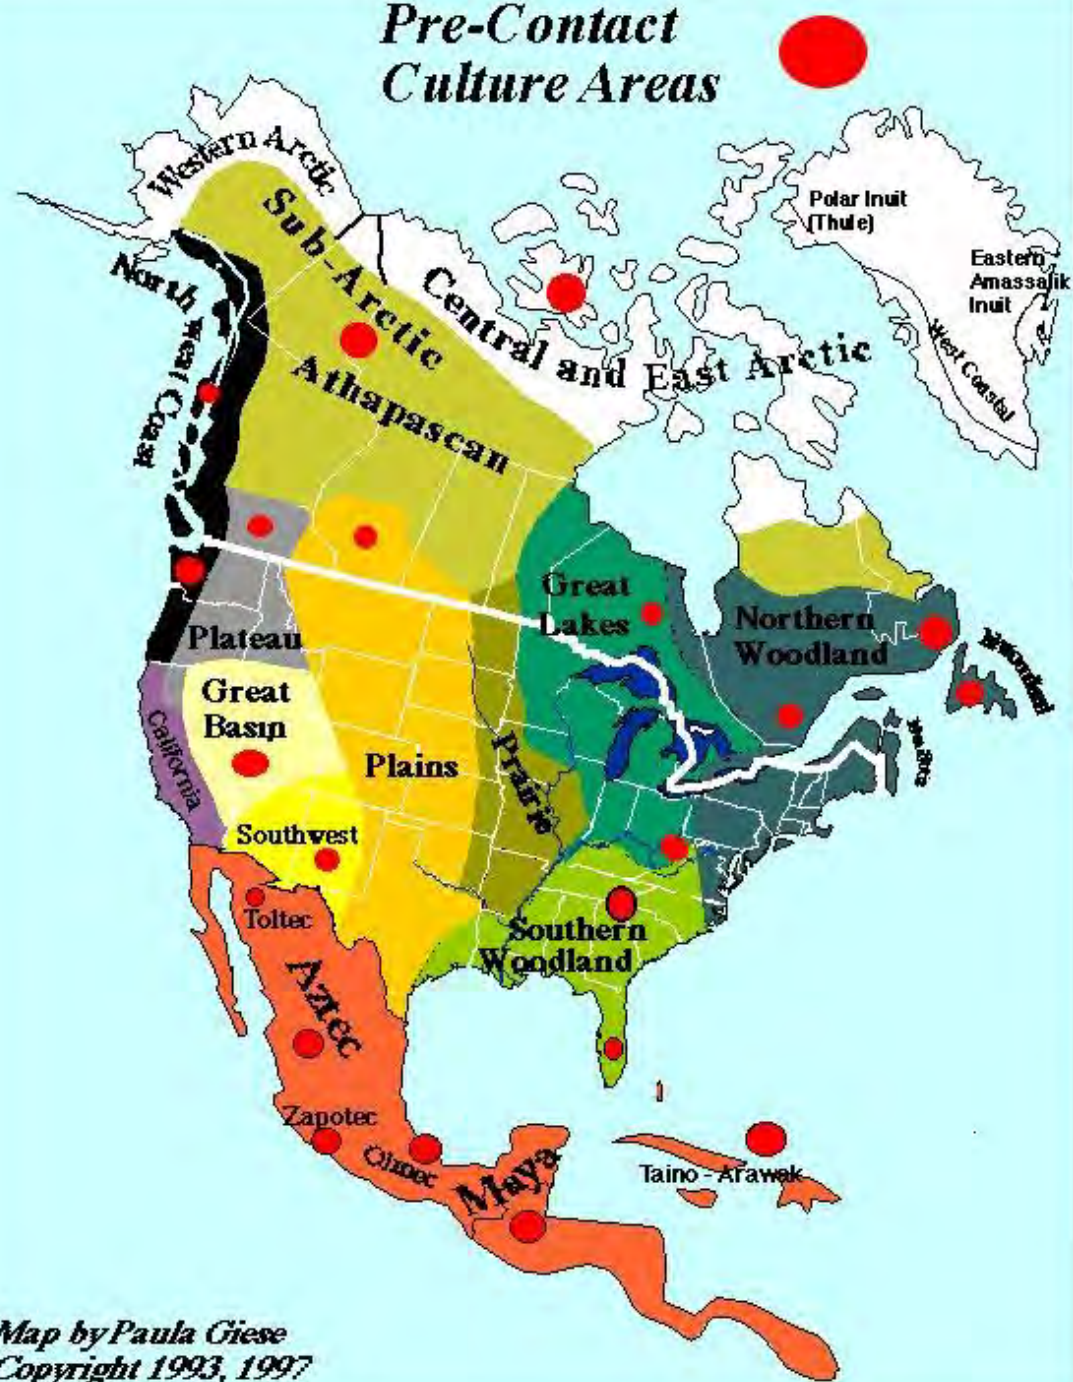 Pre-Contact
Culture Areas
Western Arctic
Sub-Arctic
Athapascan
Central and East Arctic
Polar Inuit
(Thule)
Eastern
Amassalik
Inuit
West Coastal
North West Coast
Great
Lakes
Northern
Woodland
Plateau
Great
Basin
California
Plains
Prairie
Southwest
Southern
Woodland
Toltec
Aztec
Zapotec
Olmec
Maya
Taino - Arawak
Map by Paula Giese
Copyright 1993, 1997